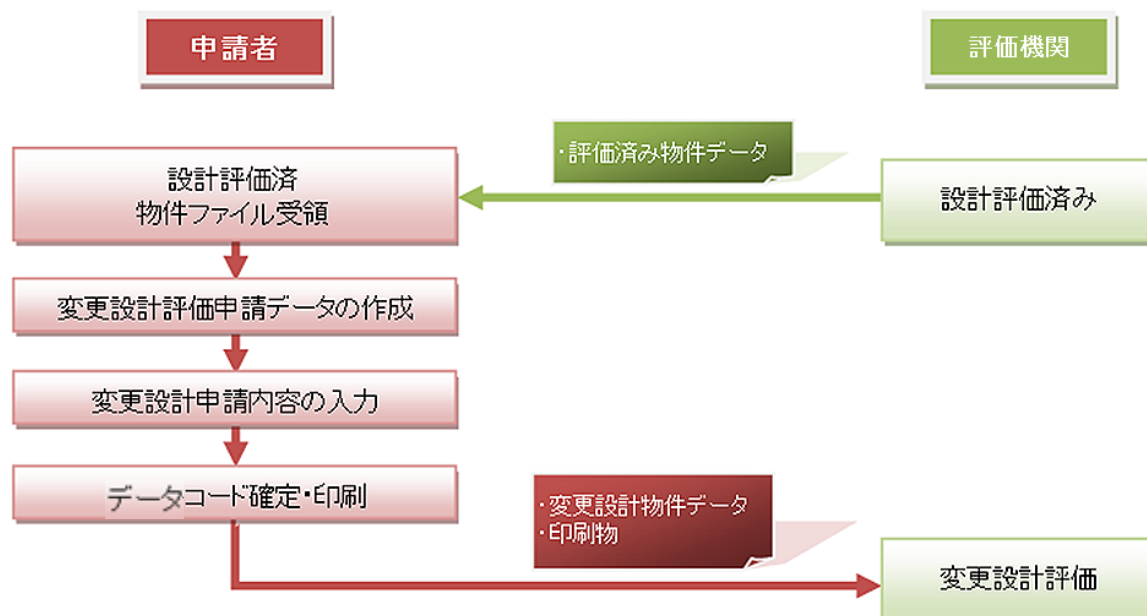 申請者
評価機関
・評価済み物件データ
設計評価済
物件ファイル受領
設計評価済み
変更設計評価申請データの作成
変更設計申請内容の入力
データコード確定・印刷
・変更設計物件データ
・印刷物
変更設計評価